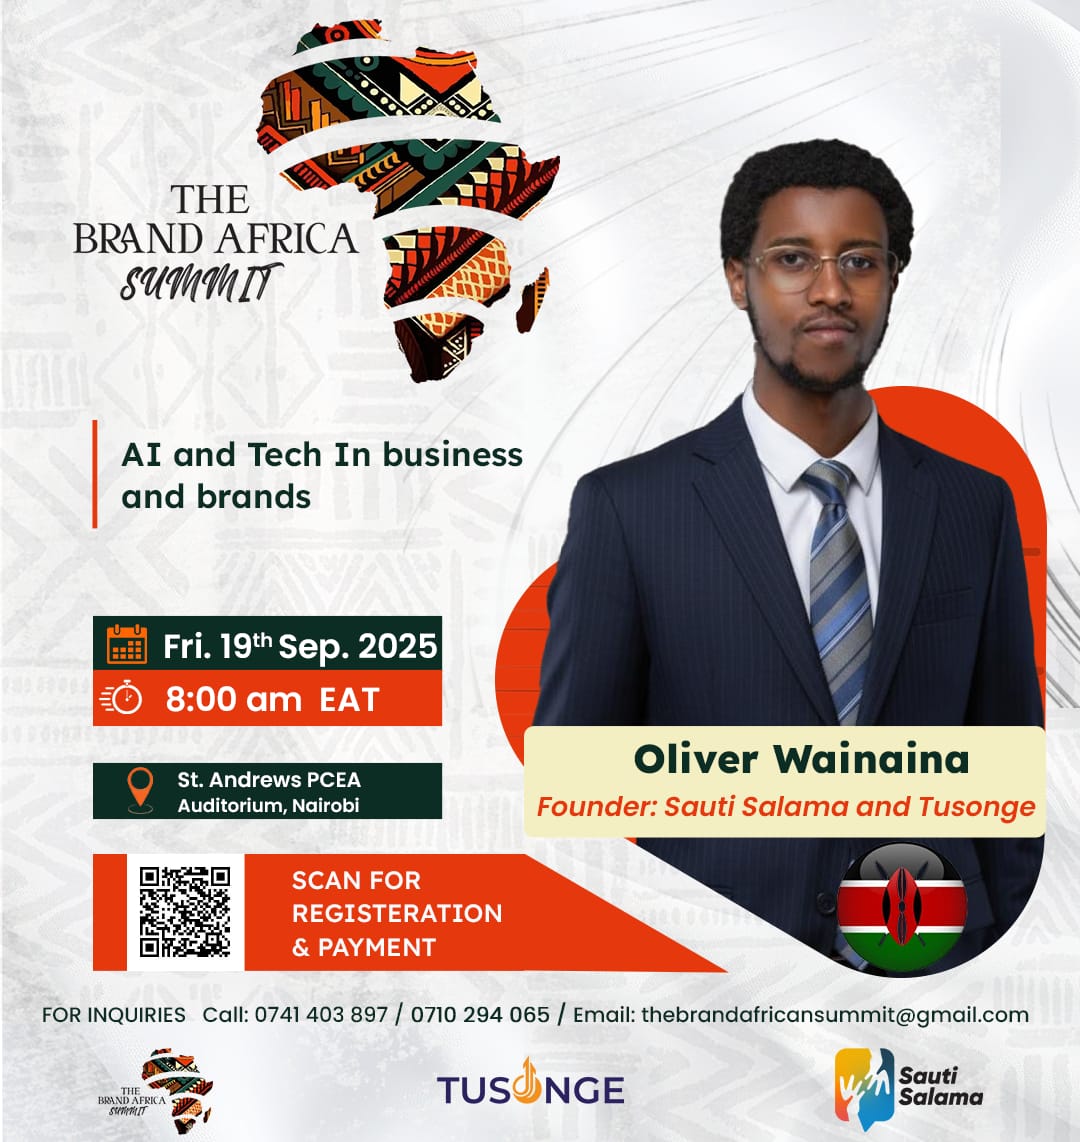 THE
BRAND AFRICA
SUMMIT
AI and Tech In business
and brands
Fri. 19th Sep. 2025
8:00 am EAT
St. Andrews PCEA
Auditorium, Nairobi
Oliver Wainaina
Founder: Sauti Salama and Tusonge
SCAN FOR
REGISTERATION
& PAYMENT
FOR INQUIRIES Call: 0741 403 897 / 0710 294 065 / Email: thebrandafricansummit@gmail.com
THE
BRAND AFRICA
SUMMIT
TUSONGE
Sauti
Salama